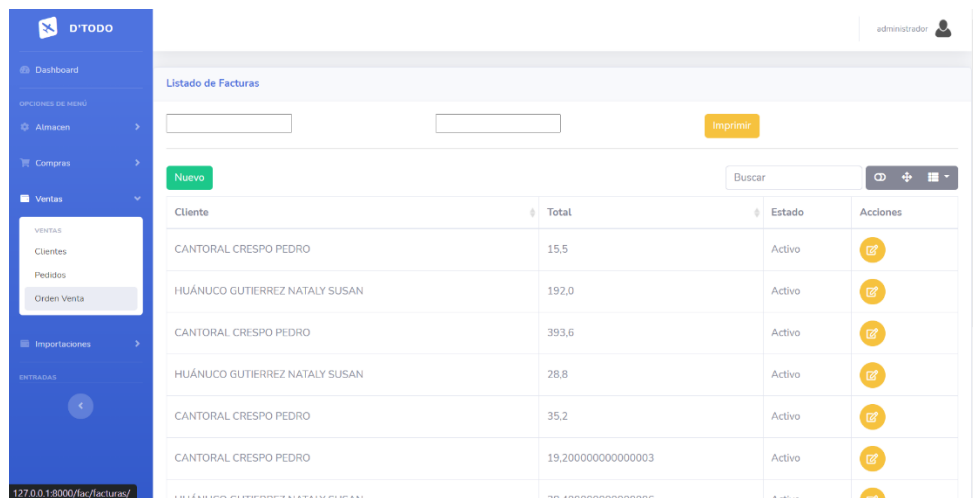 D'TODO
administrador
Dashboard
Listado de Facturas
OPCIONES DE MENÚ
Almacen
Imprimir
Compras
Nuevo
Buscar
Ventas
Cliente Total Estado Acciones
VENTAS
Clientes
Pedidos
Orden Venta
CANTORAL CRESPO PEDRO 15,5 Activo
HUÁNUCO GUTIERREZ NATALY SUSAN 192,0 Activo
CANTORAL CRESPO PEDRO 393,6 Activo
Importaciones
HUÁNUCO GUTIERREZ NATALY SUSAN 28,8 Activo
ENTRADAS
CANTORAL CRESPO PEDRO 35,2 Activo
CANTORAL CRESPO PEDRO 19,200000000000003 Activo
127.0.0.1:8000/fac/facturas/